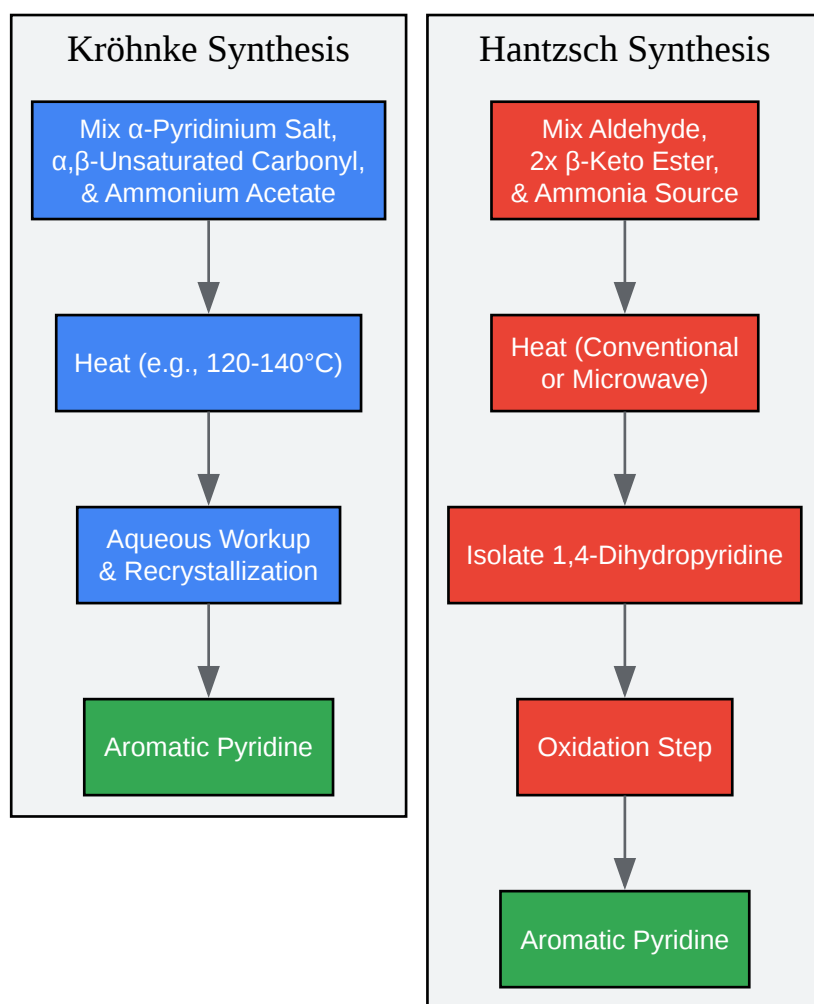 Kröhnke Synthesis
Mix α-Pyridinium Salt,
α,β-Unsaturated Carbonyl,
& Ammonium Acetate
Heat (e.g., 120-140°C)
Aqueous Workup
& Recrystallization
Aromatic Pyridine
Hantzsch Synthesis
Mix Aldehyde,
2x β-Keto Ester,
& Ammonia Source
Heat (Conventional
or Microwave)
Isolate 1,4-Dihydropyridine
Oxidation Step
Aromatic Pyridine